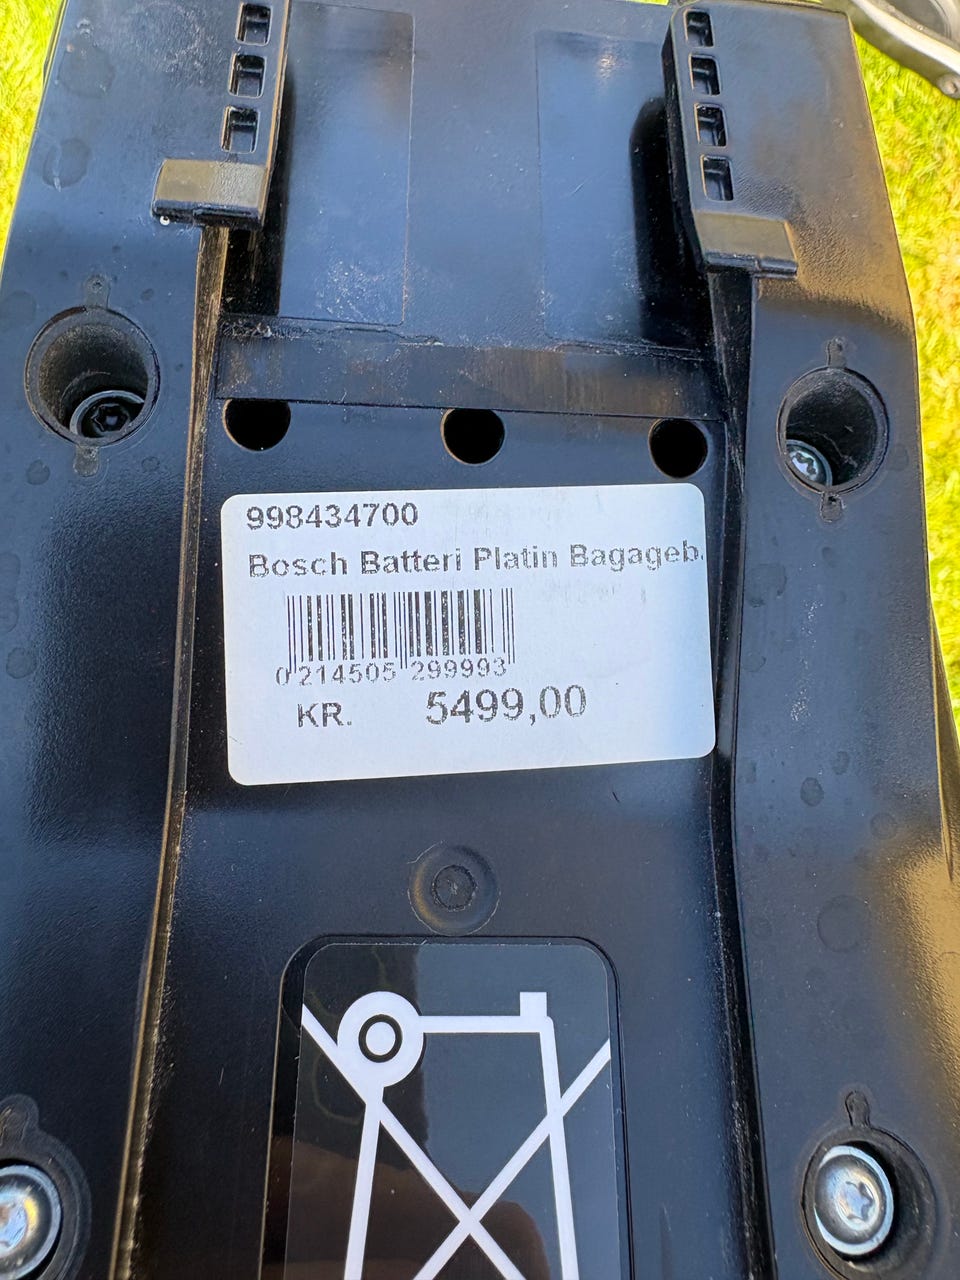 998434700
Bosch Batteri Platin Bagageb.
0 214505 299993
KR. 5499,00